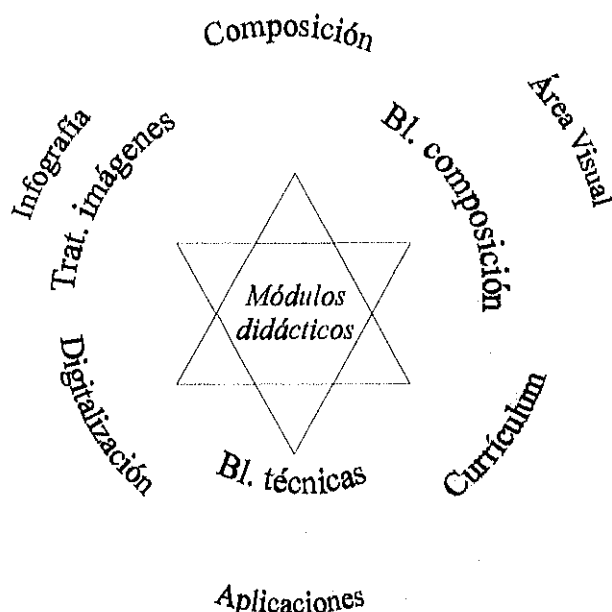 Composición
Infografía
Trat. imágenes
Bl. composición
Área Visual
Módulos
didácticos
Digitalización
Bl. técnicas
Currículum
Aplicaciones